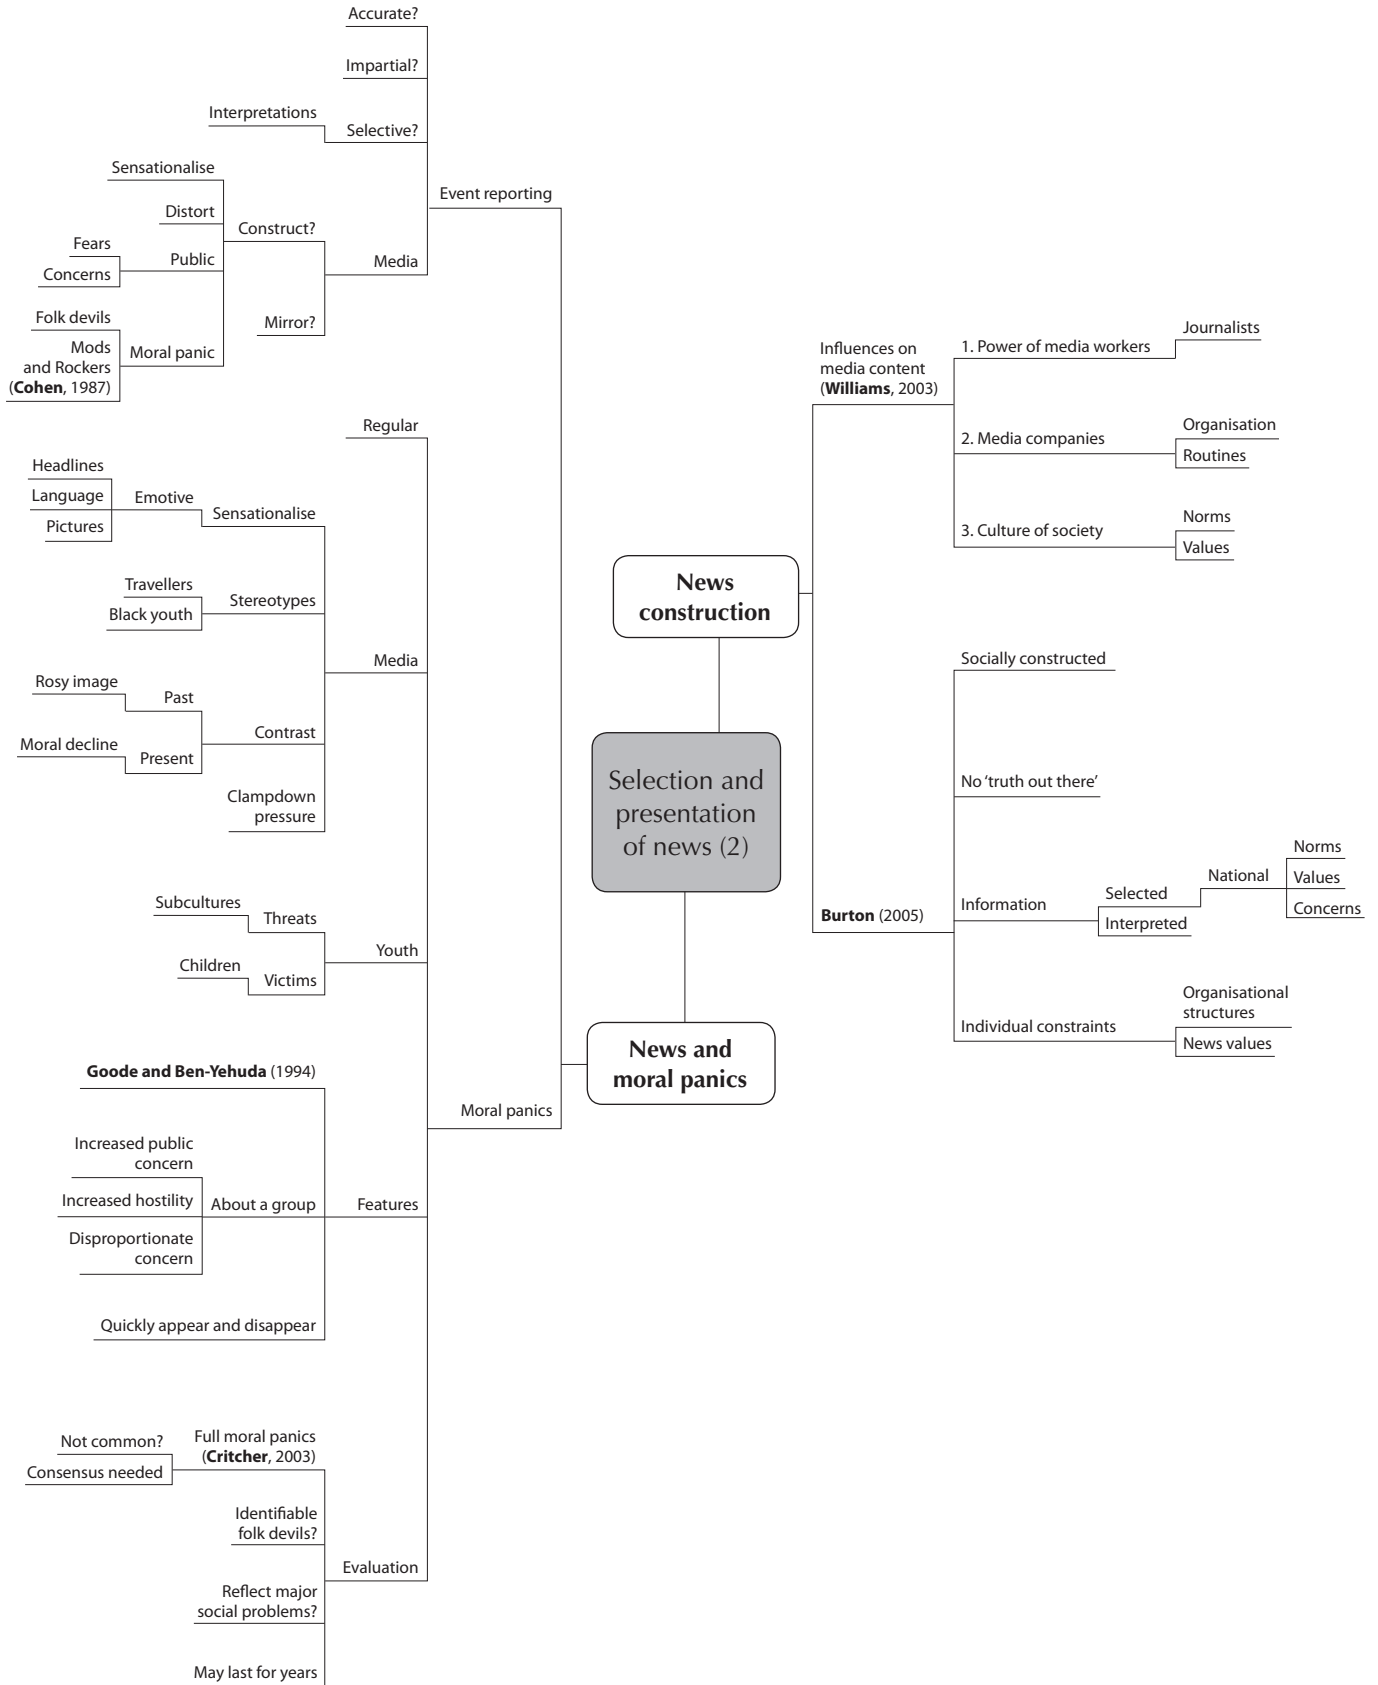 Accurate?
Impartial?
Interpretations
Selective?
Sensationalise
Distort
Construct?
Fears
Public
Concerns
Media
Mirror?
Folk devils
Mods
and Rockers
(Cohen, 1987)
Moral panic
Event reporting
Regular
Headlines
Language
Pictures
Emotive
Sensationalise
Travellers
Black youth
Stereotypes
Media
Rosy image
Past
Contrast
Moral decline
Present
Clampdown
pressure
Subcultures
Threats
Youth
Children
Victims
Goode and Ben-Yehuda (1994)
Increased public
concern
Increased hostility
About a group
Features
Disproportionate
concern
Quickly appear and disappear
Moral panics
Not common?
Consensus needed
Full moral panics
(Critcher, 2003)
Identifiable
folk devils?
Evaluation
Reflect major
social problems?
May last for years
News
construction
Selection and
presentation
of news (2)
News and
moral panics
Influences on
media content
(Williams, 2003)
1. Power of media workers
Journalists
2. Media companies
Organisation
Routines
3. Culture of society
Norms
Values
Burton (2005)
Socially constructed
No ‘truth out there’
Information
Selected
Interpreted
National
Norms
Values
Concerns
Individual constraints
Organisational
structures
News values